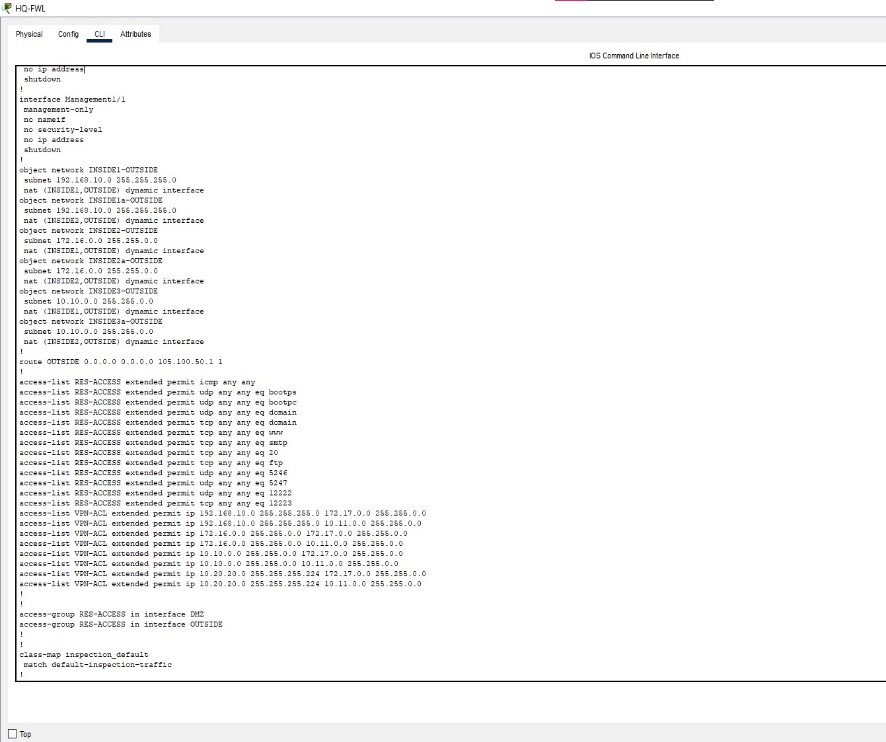 HQ-FWL
Physical Config CLI Attributes
IOS Command Line Interface
no ip address
shutdown
!
interface Management1/1
management-only
no nameif
no security-level
no ip address
shutdown
!
object network INSIDE1-OUTSIDE
subnet 192.168.10.0 255.255.255.0
nat (INSIDE1,OUTSIDE) dynamic interface
object network INSIDE1a-OUTSIDE
subnet 192.168.10.0 255.255.255.0
nat (INSIDE2,OUTSIDE) dynamic interface
object network INSIDE2-OUTSIDE
subnet 172.16.0.0 255.255.0.0
nat (INSIDE1,OUTSIDE) dynamic interface
object network INSIDE2a-OUTSIDE
subnet 172.16.0.0 255.255.0.0
nat (INSIDE2,OUTSIDE) dynamic interface
object network INSIDE3-OUTSIDE
subnet 10.10.0.0 255.255.0.0
nat (INSIDE1,OUTSIDE) dynamic interface
object network INSIDE3a-OUTSIDE
subnet 10.10.0.0 255.255.0.0
nat (INSIDE2,OUTSIDE) dynamic interface
!
route OUTSIDE 0.0.0.0 0.0.0.0 105.100.50.1 1
!
access-list RES-ACCESS extended permit icmp any any
access-list RES-ACCESS extended permit udp any any eq bootps
access-list RES-ACCESS extended permit udp any any eq bootpc
access-list RES-ACCESS extended permit udp any any eq domain
access-list RES-ACCESS extended permit tcp any any eq domain
access-list RES-ACCESS extended permit tcp any any eq www
access-list RES-ACCESS extended permit tcp any any eq smtp
access-list RES-ACCESS extended permit tcp any any eq 20
access-list RES-ACCESS extended permit tcp any any eq ftp
access-list RES-ACCESS extended permit udp any any eq 5246
access-list RES-ACCESS extended permit udp any any eq 5247
access-list RES-ACCESS extended permit udp any any eq 12222
access-list RES-ACCESS extended permit tcp any any eq 12223
access-list VPN-ACL extended permit ip 192.168.10.0 255.255.255.0 172.17.0.0 255.255.0.0
access-list VPN-ACL extended permit ip 192.168.10.0 255.255.255.0 10.11.0.0 255.255.0.0
access-list VPN-ACL extended permit ip 172.16.0.0 255.255.0.0 172.17.0.0 255.255.0.0
access-list VPN-ACL extended permit ip 172.16.0.0 255.255.0.0 10.11.0.0 255.255.0.0
access-list VPN-ACL extended permit ip 10.10.0.0 255.255.0.0 172.17.0.0 255.255.0.0
access-list VPN-ACL extended permit ip 10.10.0.0 255.255.0.0 10.11.0.0 255.255.0.0
access-list VPN-ACL extended permit ip 10.20.20.0 255.255.255.224 172.17.0.0 255.255.0.0
access-list VPN-ACL extended permit ip 10.20.20.0 255.255.255.224 10.11.0.0 255.255.0.0
!
!
access-group RES-ACCESS in interface DMZ
access-group RES-ACCESS in interface OUTSIDE
!
!
class-map inspection_default
match default-inspection-traffic
!
Top